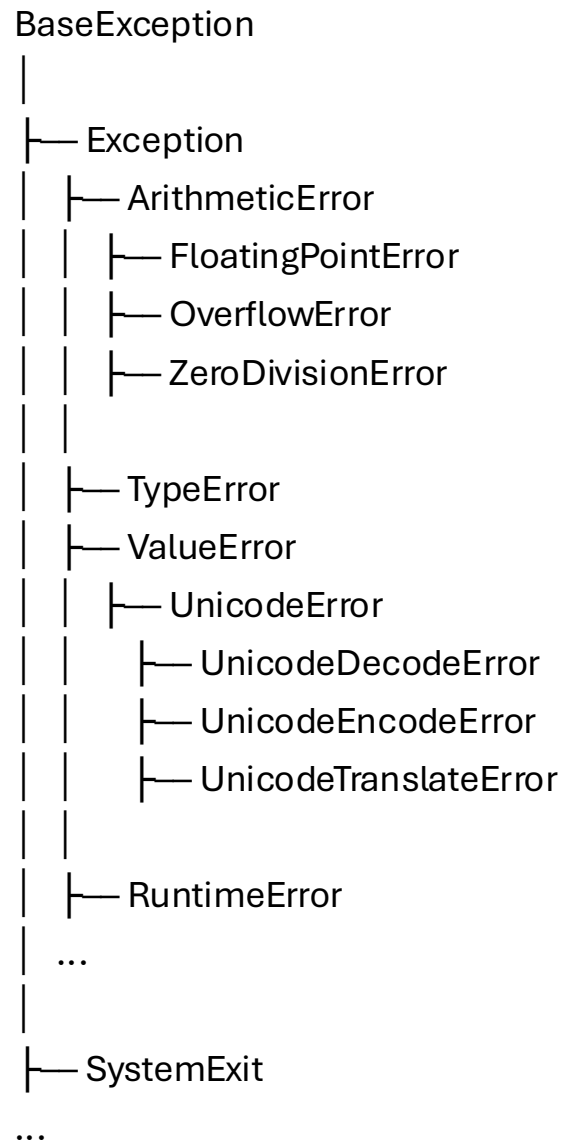 BaseException
Exception
ArithmeticError
FloatingPointError
OverflowError
ZeroDivisionError
TypeError
ValueError
UnicodeError
UnicodeDecodeError
UnicodeEncodeError
UnicodeTranslateError
RuntimeError
...
SystemExit
...